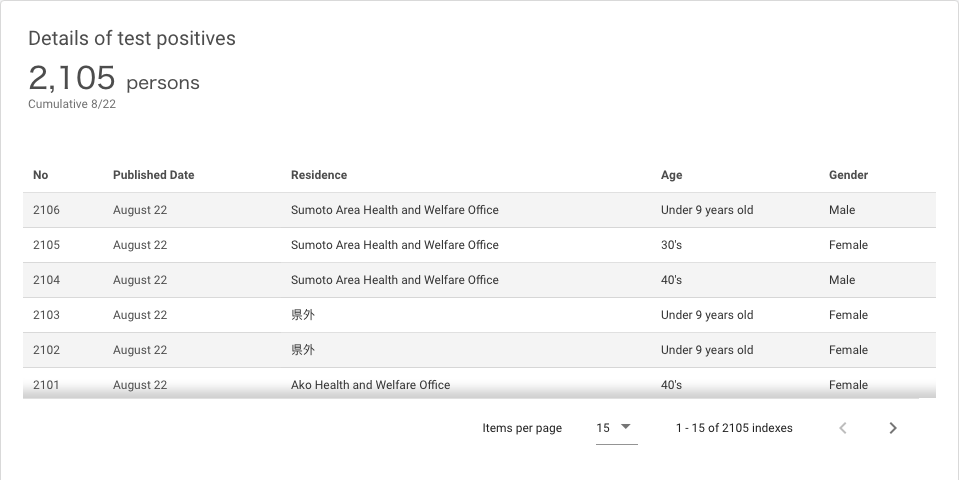 Details of test positives
2,105 persons
Cumulative 8/22
No Published Date Residence Age Gender
2106 August 22 Sumoto Area Health and Welfare Office Under 9 years old Male
2105 August 22 Sumoto Area Health and Welfare Office 30's Female
2104 August 22 Sumoto Area Health and Welfare Office 40's Male
2103 August 22 県外 Under 9 years old Female
2102 August 22 県外 Under 9 years old Female
2101 August 22 Ako Health and Welfare Office 40's Female
Items per page 15 1 - 15 of 2105 indexes